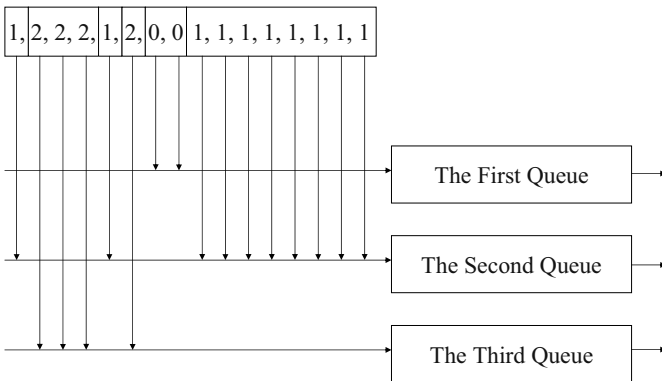 1, 2, 2, 2, 1, 2, 0, 0 1, 1, 1, 1, 1, 1, 1, 1
The First Queue
The Second Queue
The Third Queue